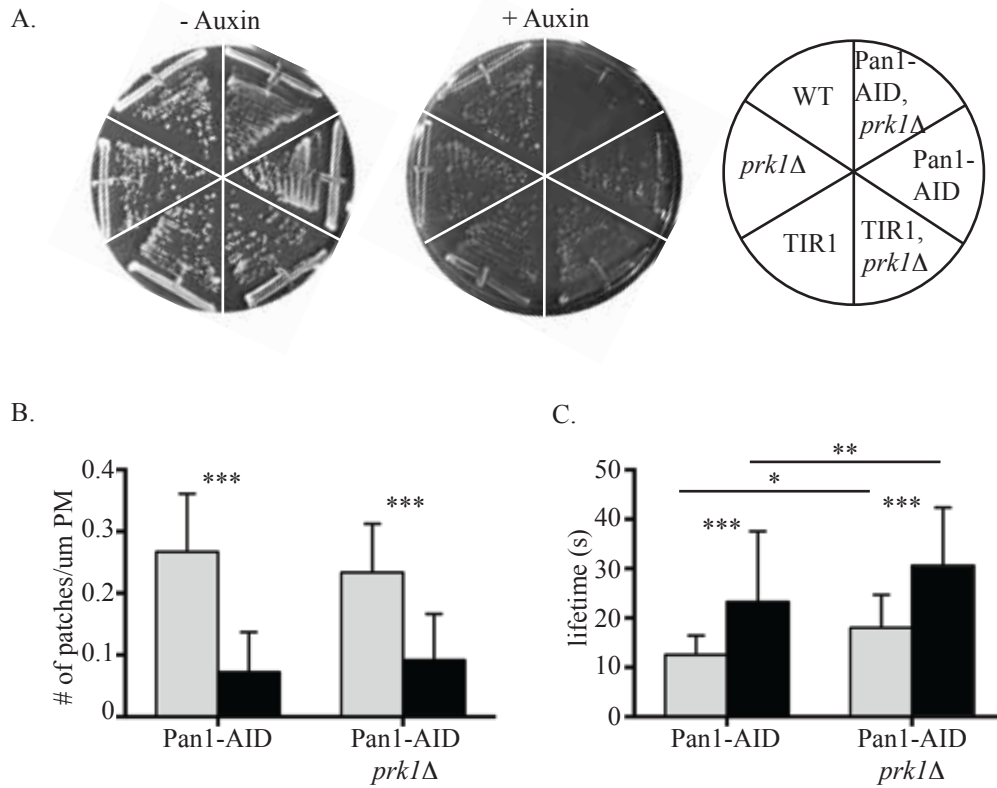 A.
- Auxin
+ Auxin
WT
Pan1-
AID,
prk1Δ
prk1Δ
Pan1-
AID
TIR1
TIR1,
prk1Δ
B.
# of patches/um PM
0.4
0.3
0.2
0.1
0
***
***
Pan1-AID
Pan1-AID
prk1Δ
C.
lifetime (s)
50
40
30
20
10
0
**
*
***
***
Pan1-AID
Pan1-AID
prk1Δ